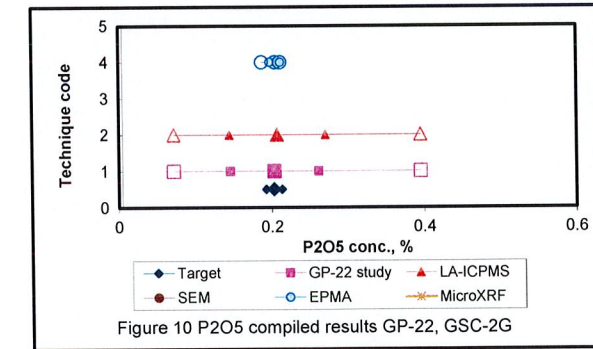 5
4
3
2
1
0
Technique code
0 0.2 0.4 0.6
P2O5 conc., %
Target GP-22 study LA-ICPMS
SEM EPMA MicroXRF
Figure 10 P2O5 compiled results GP-22, GSC-2G